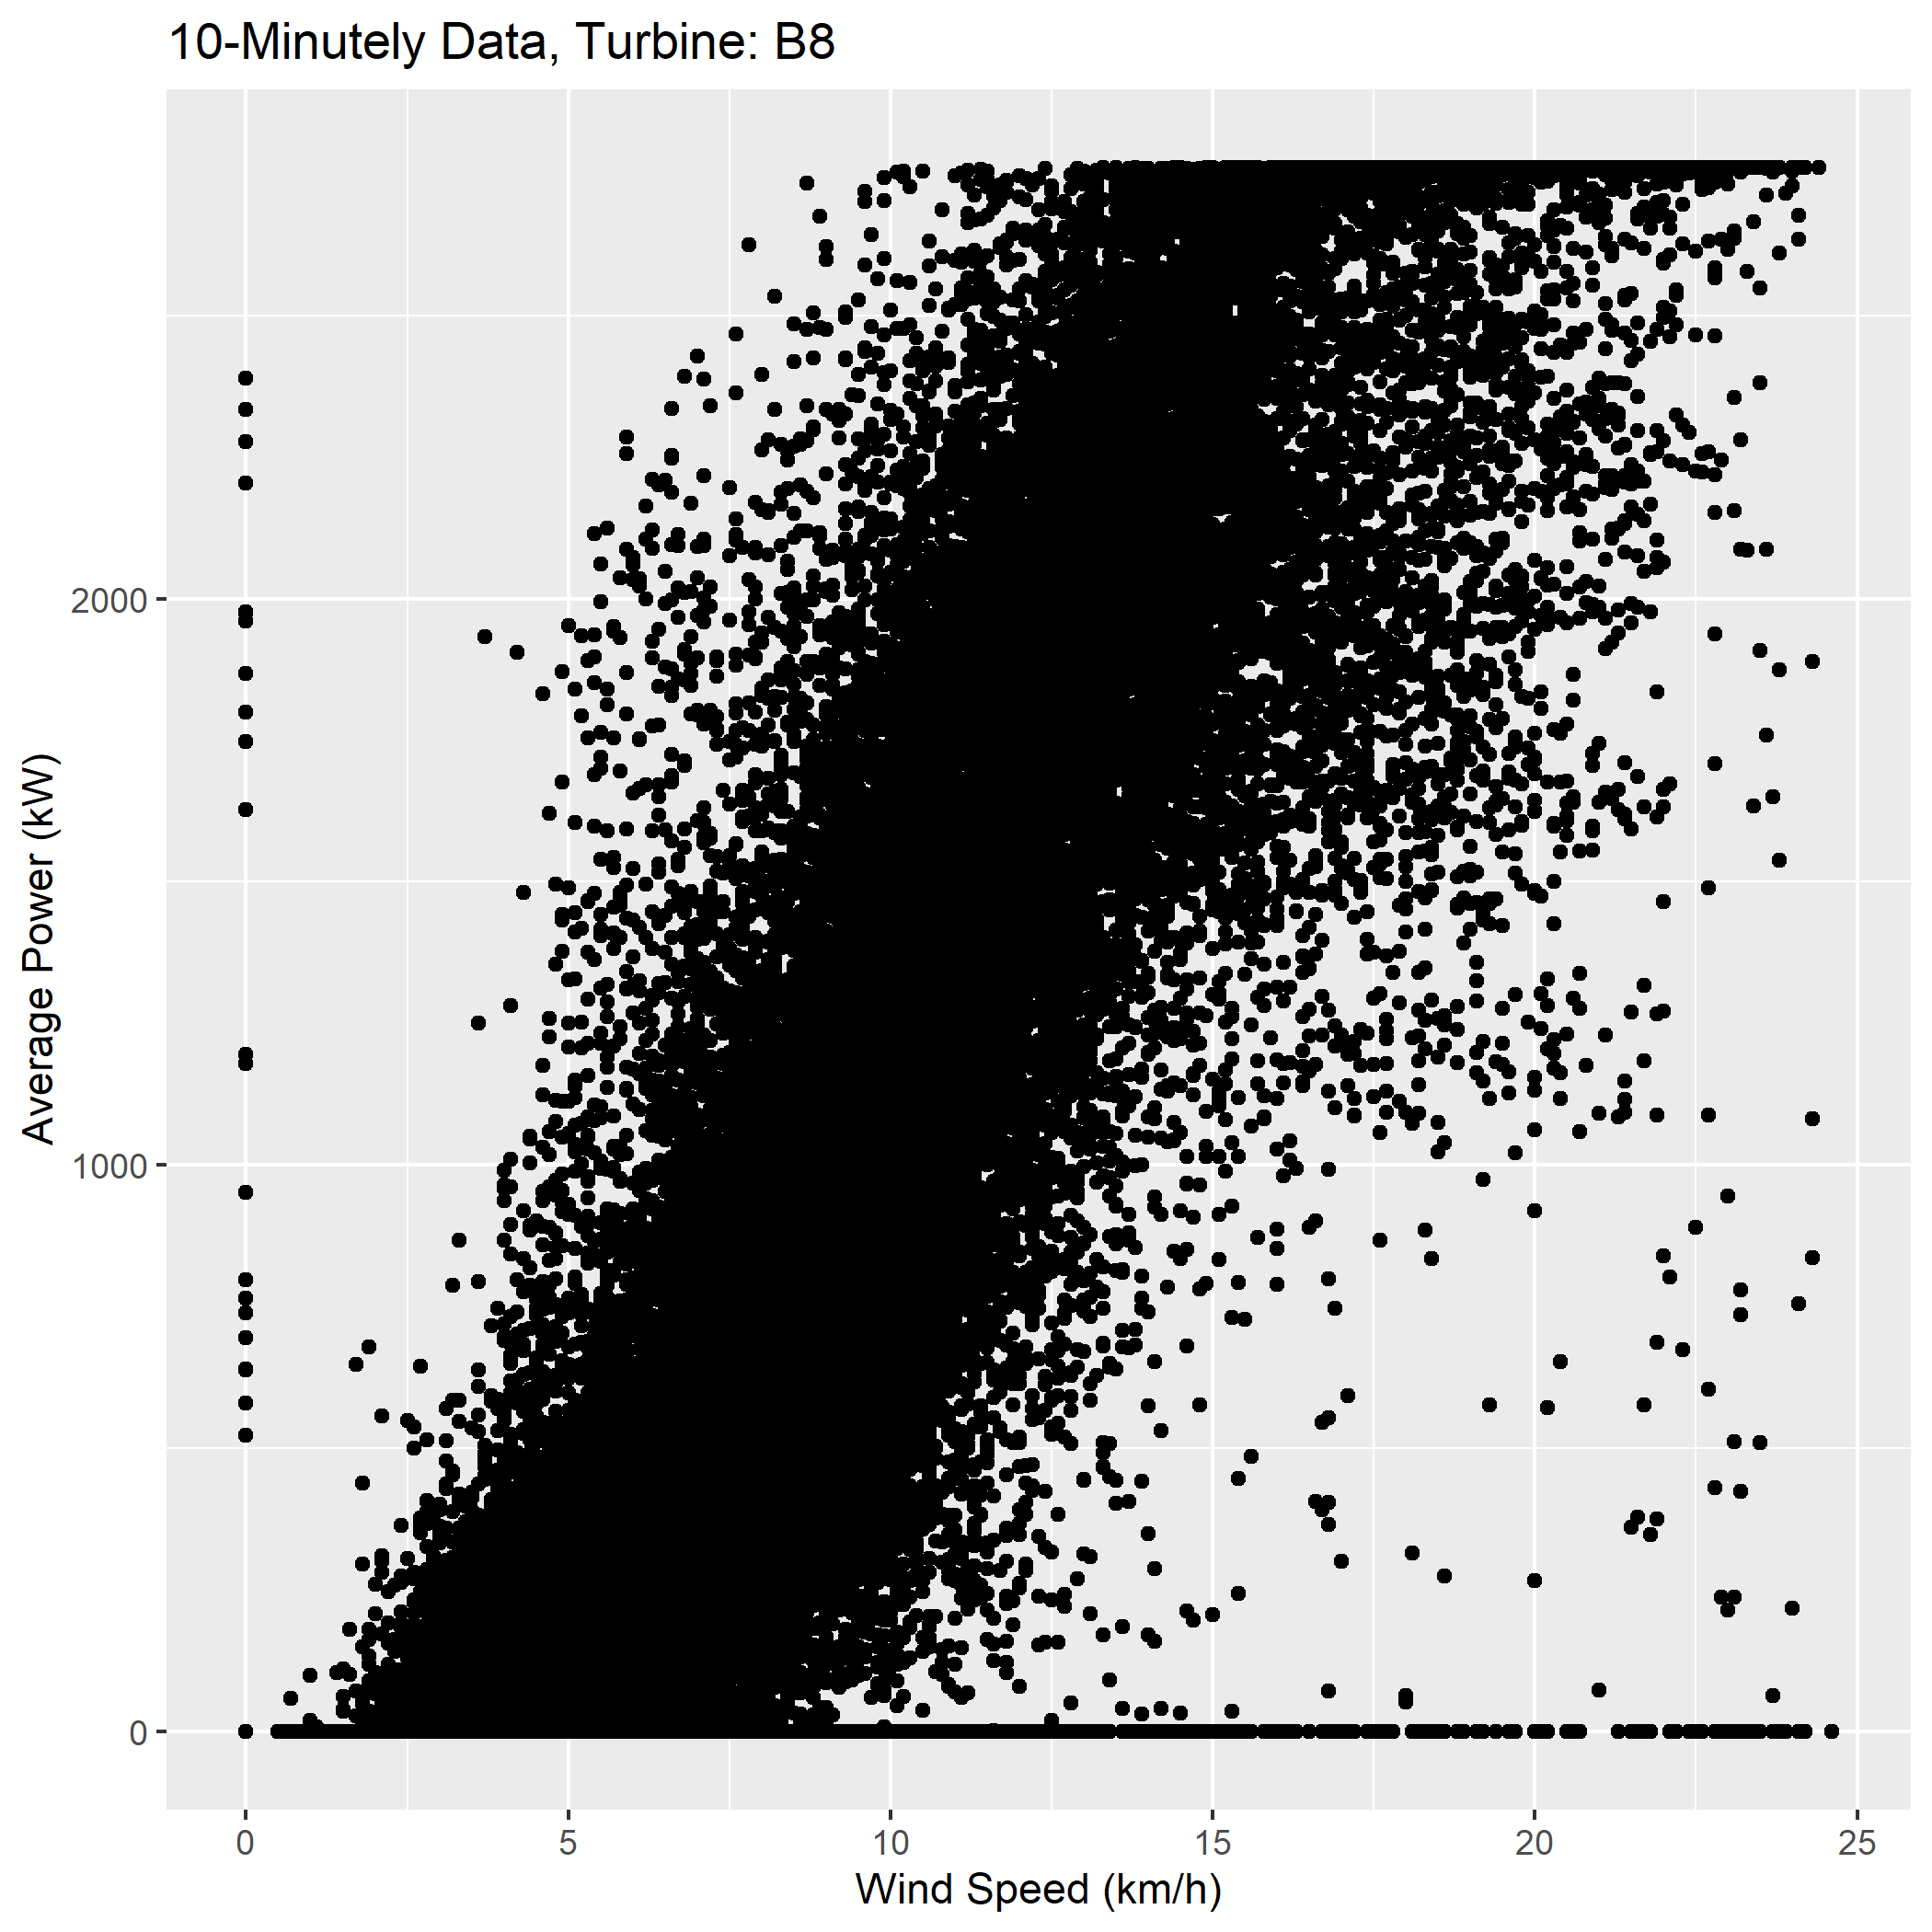 10-Minutely Data, Turbine: B8
Average Power (kW)
2000
1000
0
0 5 10 15 20 25
Wind Speed (km/h)